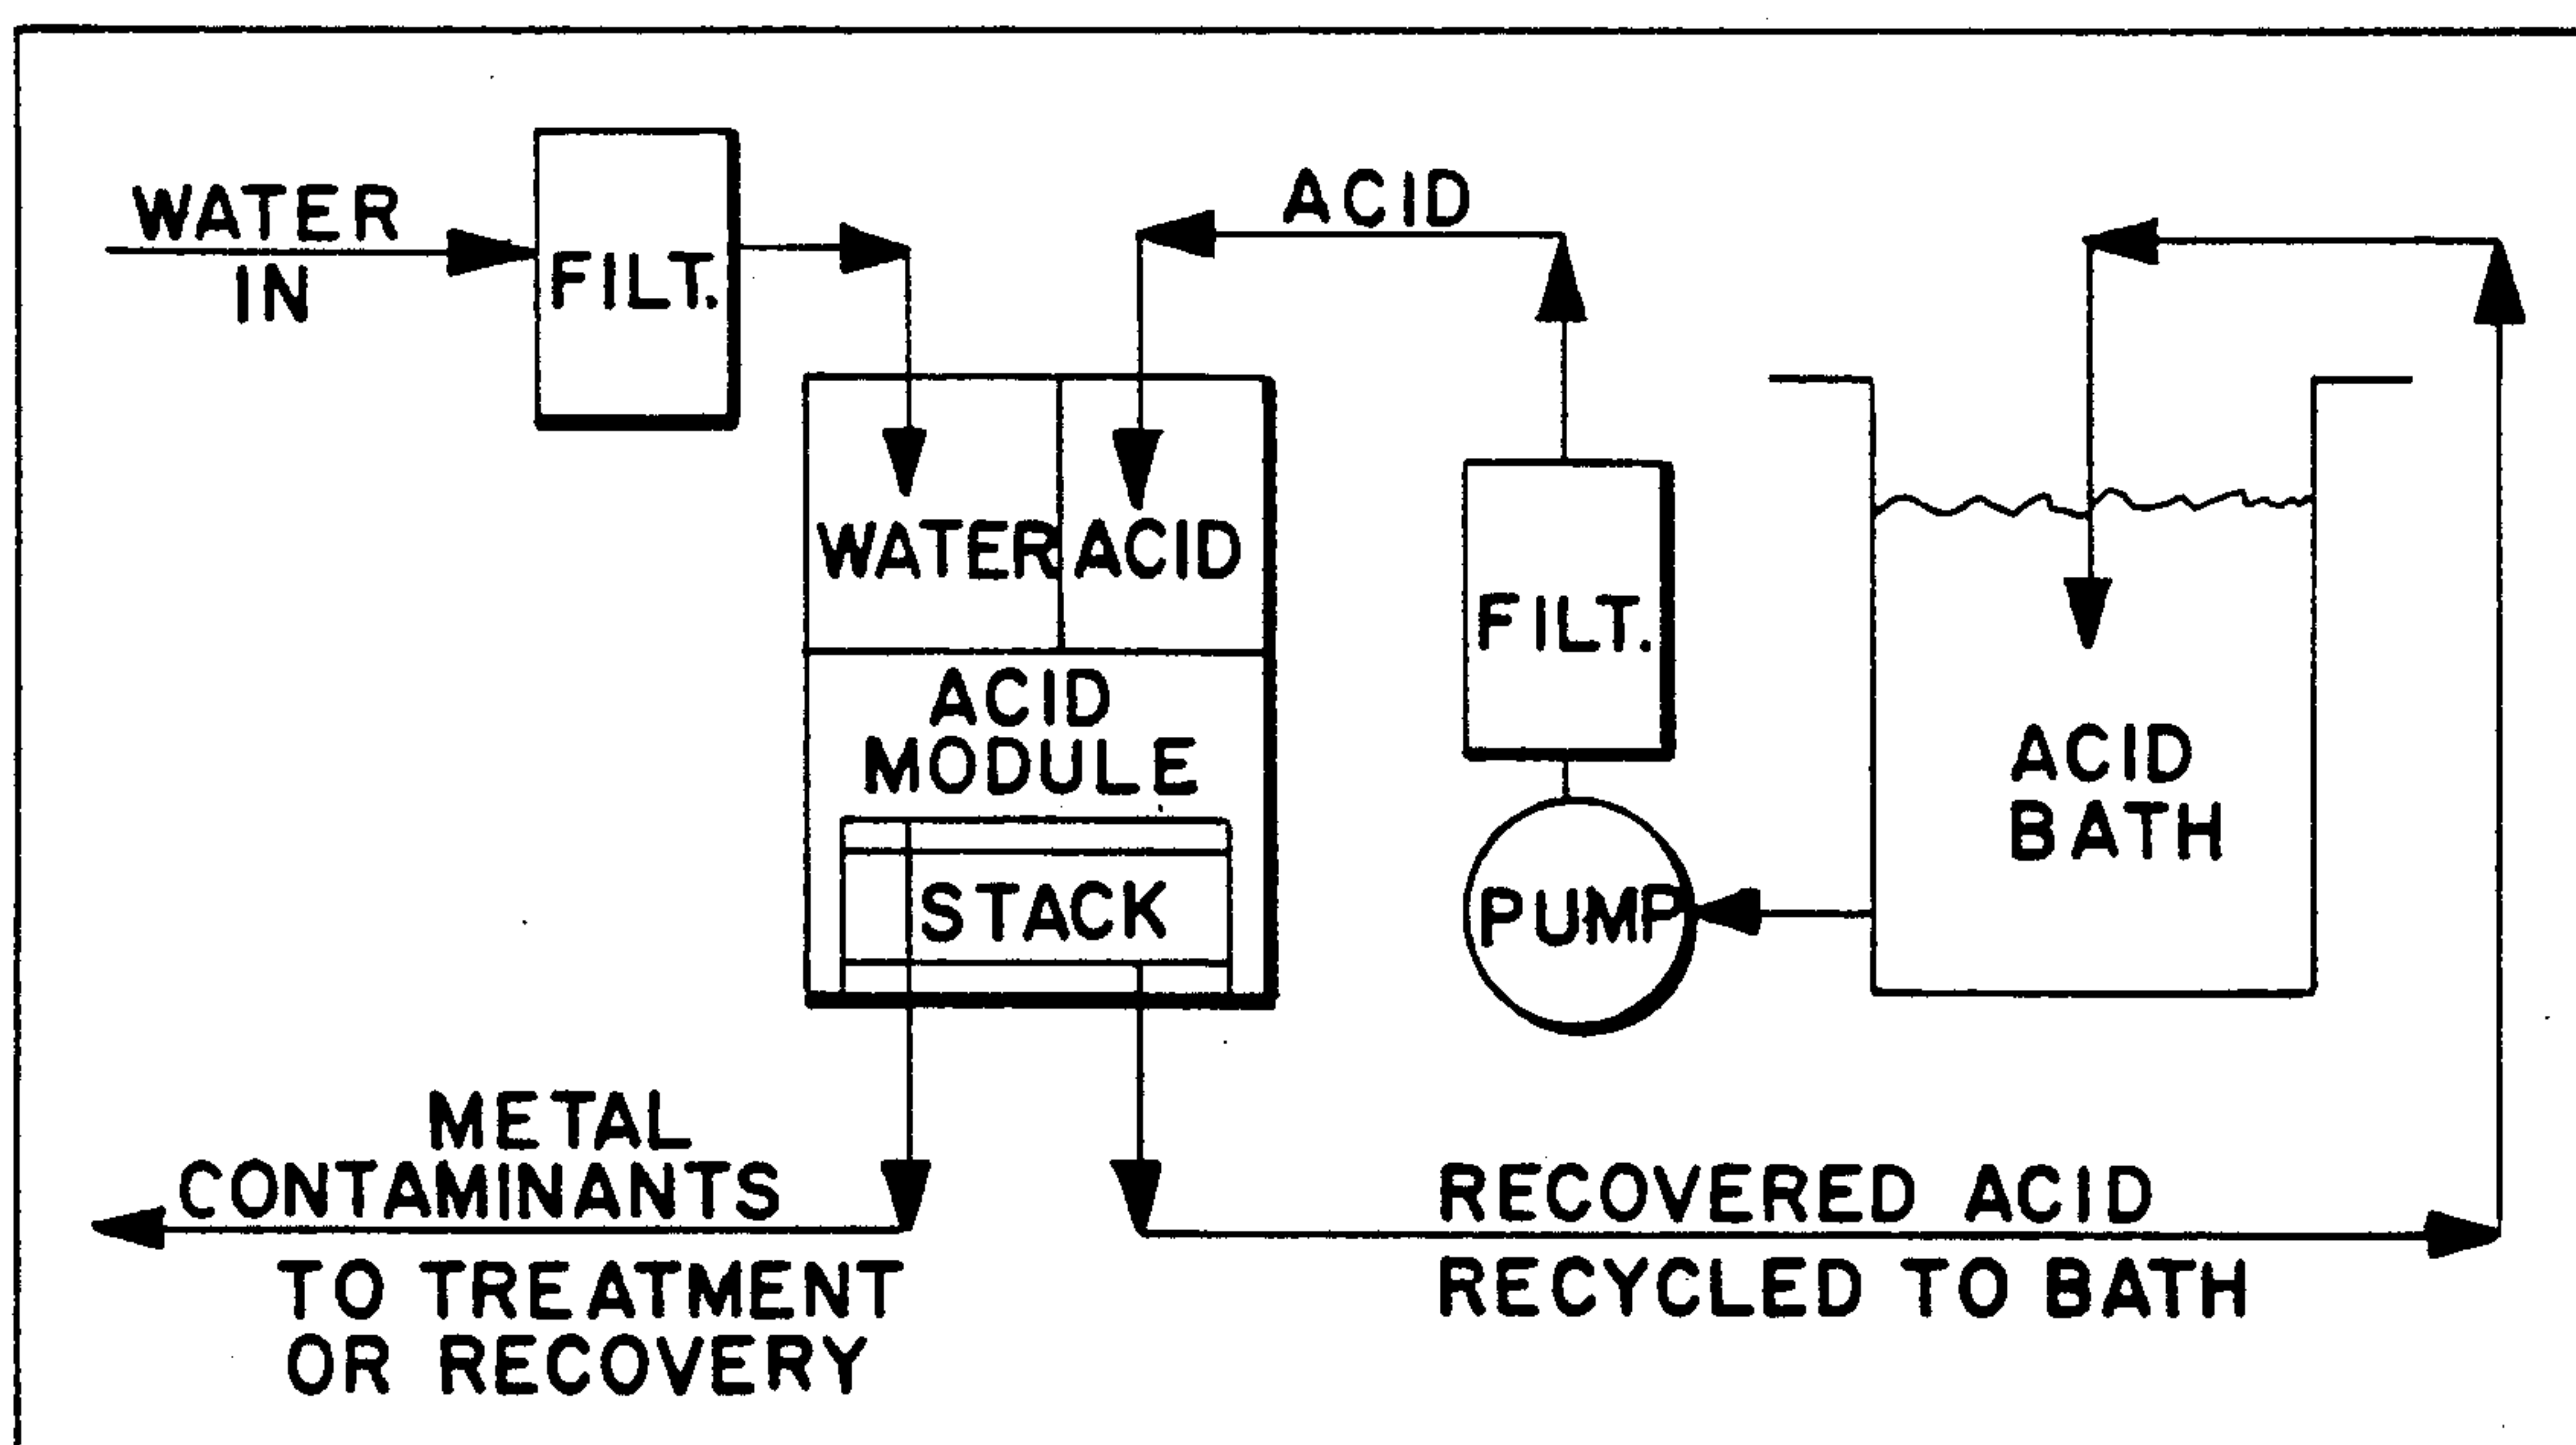 WATER
IN
FILT.
ACID
WATER
ACID
ACID
MODULE
STACK
FILT.
PUMP
ACID
BATH
METAL
CONTAMINANTS
TO TREATMENT
OR RECOVERY
RECOVERED ACID
RECYCLED TO BATH